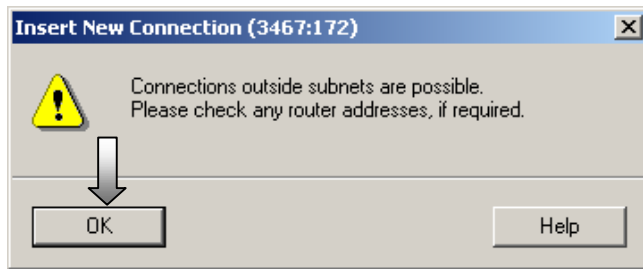 Insert New Connection (3467:172)
Connections outside subnets are possible.
Please check any router addresses, if required.
OK
Help